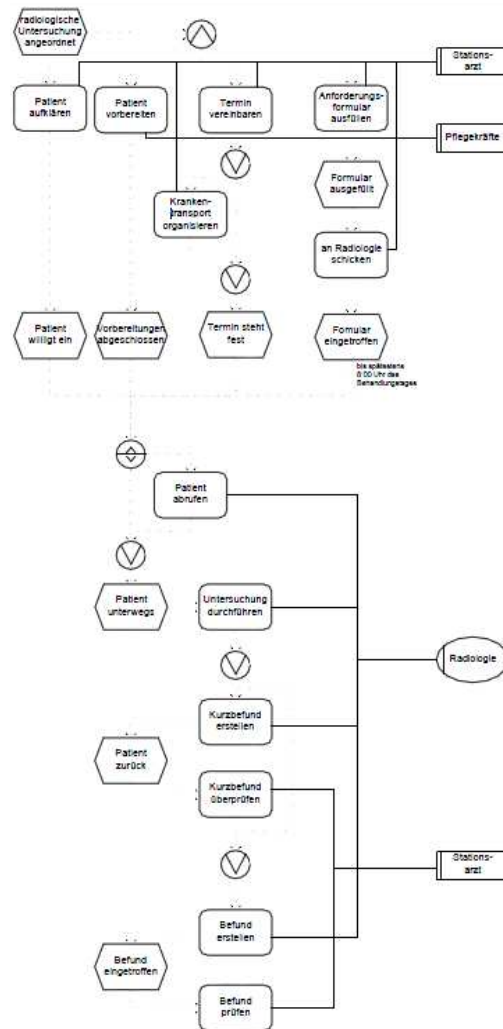 radiologische
Untersuchung
angeordnet
Stations-
arzt
Patient
aufklären
Patient
vorbereiten
Termin
vereinbaren
Anforderungs-
formular
ausfüllen
Pflegekräfte
Formular
ausgefüllt
Kranken-
transport
organisieren
an Radiologie
schicken
Patient
willigt ein
Vorbereitungen
abgeschlossen
Termin steht
fest
Fomular
eingetroffen
bis spätestens
8:00 Uhr des
Behandlungstages
Patient
abrufen
Patient
unterwegs
Untersuchung
durchführen
Radiologie
Kurzbefund
erstellen
Patient
zurück
Kurzbefund
überprüfen
Stations-
arzt
Befund
erstellen
Befund
eingetroffen
Befund
prüfen